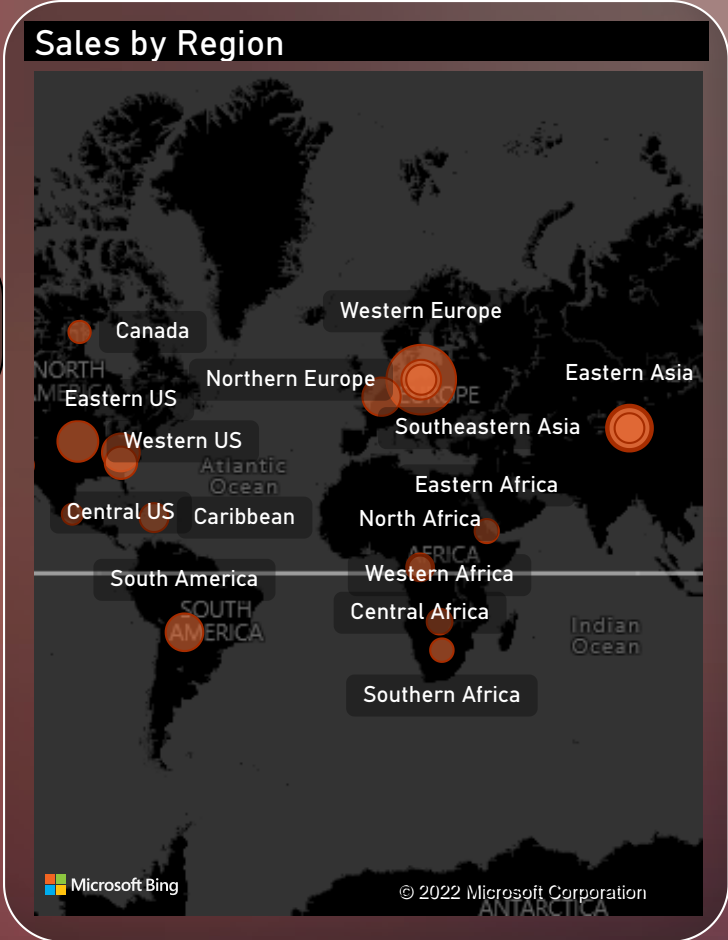 Sales by Region
Western Europe
Canada
NORTH
AMERICA
Northern Europe
EUROPE
Eastern Asia
Eastern US
Southeastern Asia
Western US
Atlantic
Ocean
Eastern Africa
Central US
Caribbean
North Africa
AFRICA
South America
Western Africa
SOUTH
AMERICA
Central Africa
Indian
Ocean
Southern Africa
Microsoft Bing
© 2022 Microsoft Corporation
ANTARCTICA